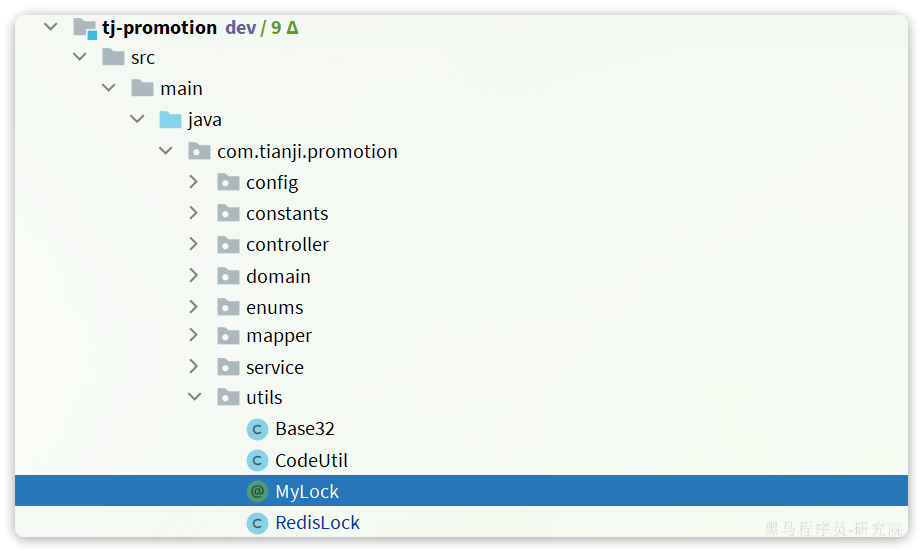 tj-promotion dev / 9 Δ
src
main
java
com.tianji.promotion
config
constants
controller
domain
enums
mapper
service
utils
C Base32
C CodeUtil
@ MyLock
C RedisLock
黑马程序员-研究院